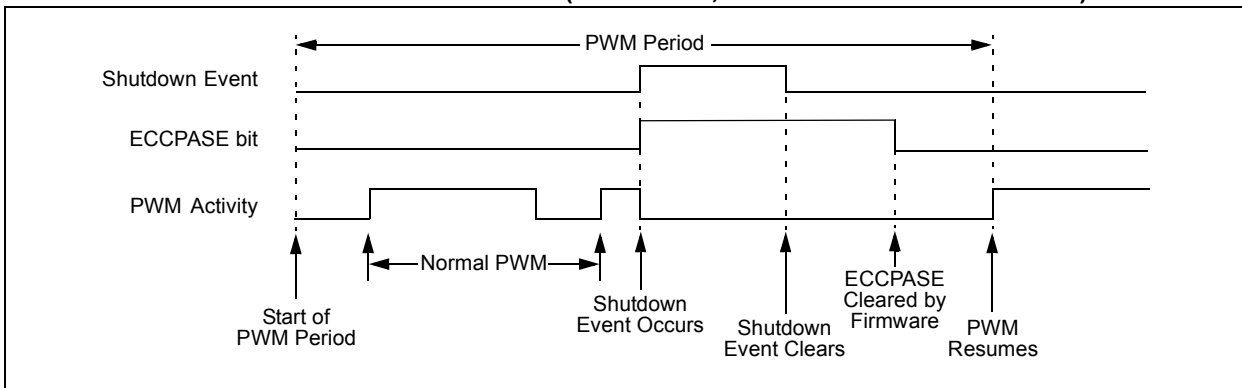 PWM Period
Shutdown Event
ECCPASE bit
PWM Activity
Normal PWM
Start of
PWM Period
Shutdown
Event Occurs
Shutdown
Event Clears
ECCPASE
Cleared by
Firmware
PWM
Resumes